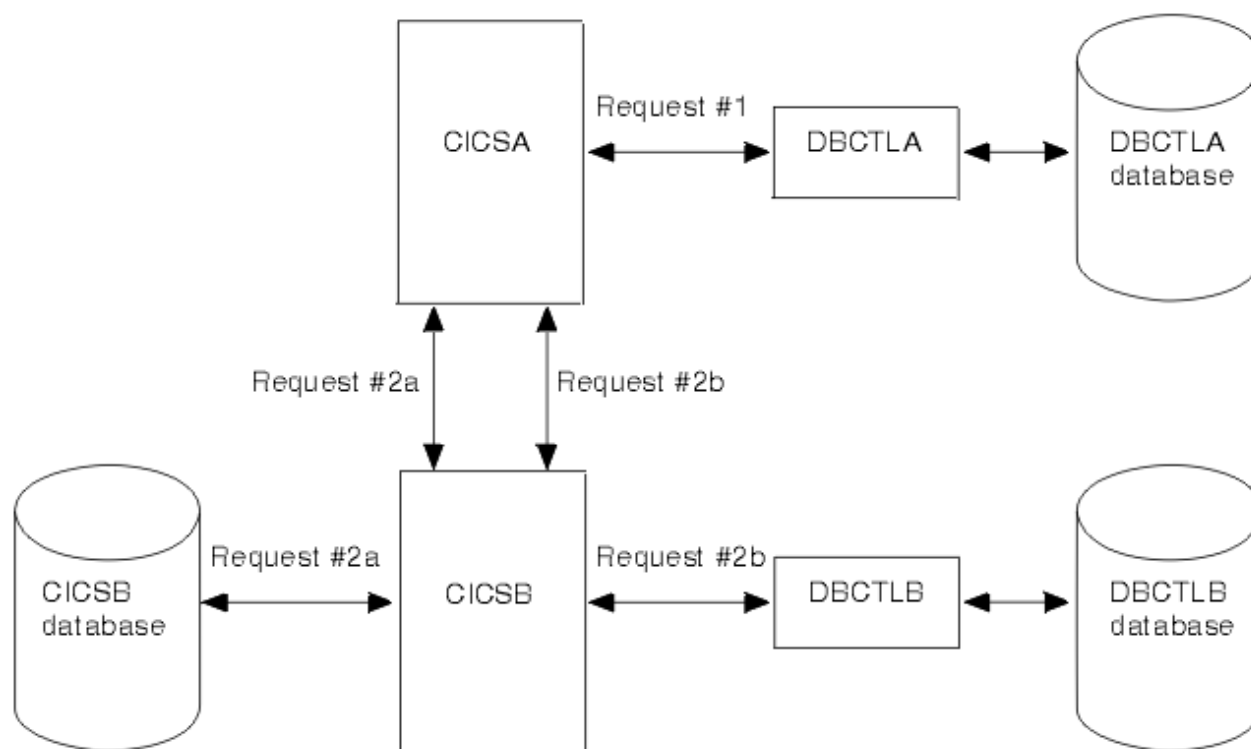 Request #1
CICSA
DBCTLA
DBCTLA
database
Request #2a
Request #2b
Request #2a
Request #2b
CICSB
database
CICSB
DBCTLB
DBCTLB
database